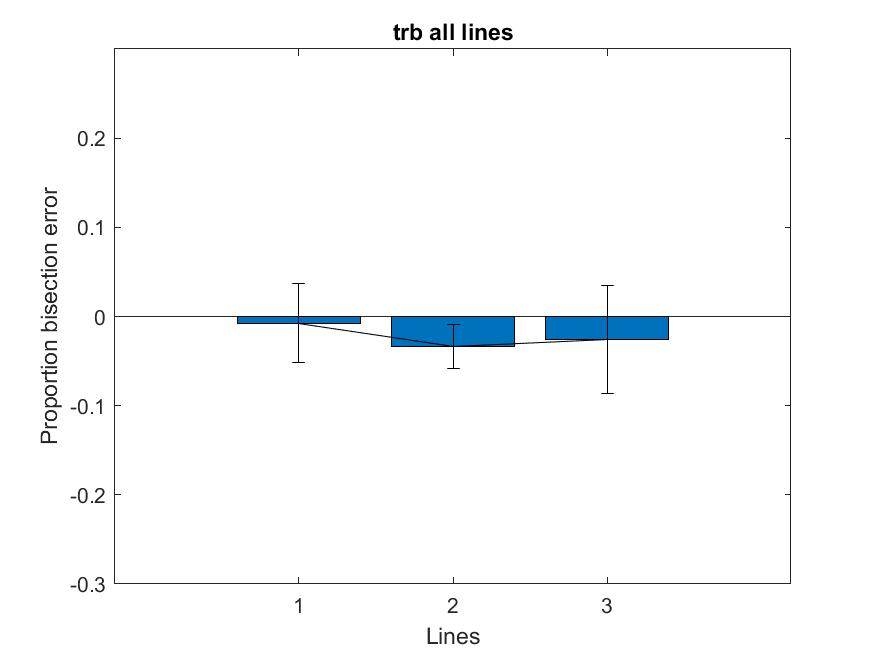 trb all lines
Proportion bisection error
0.2
0.1
0
-0.1
-0.2
-0.3
1 2 3
Lines